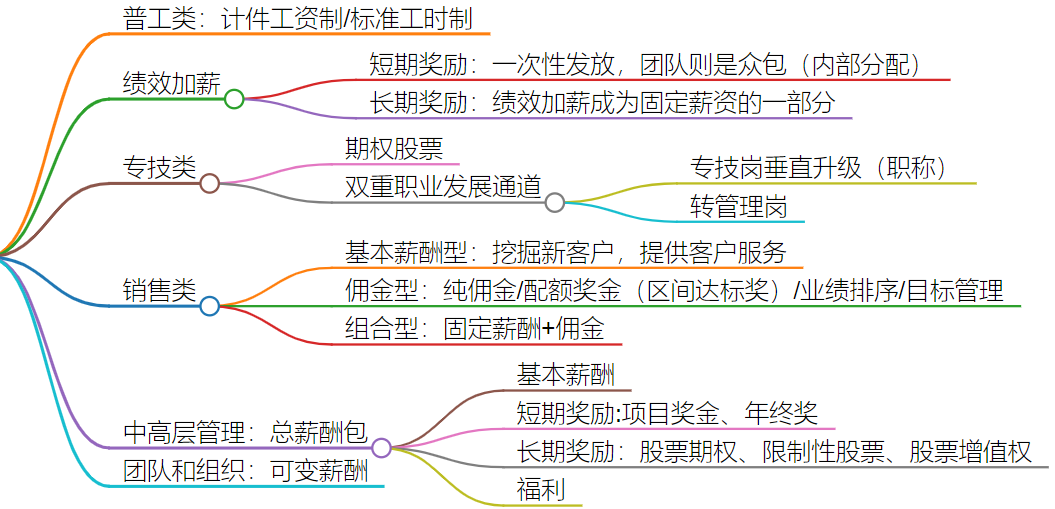 普工类：计件工资制/标准工时制
绩效加薪
短期奖励：一次性发放，团队则是众包（内部分配）
长期奖励：绩效加薪成为固定薪资的一部分
专技类
期权股票
双重职业发展通道
专技岗垂直升级（职称）
转管理岗
销售类
基本薪酬型：挖掘新客户，提供客户服务
佣金型：纯佣金/配额奖金（区间达标奖）/业绩排序/目标管理
组合型：固定薪酬+佣金
中高层管理：总薪酬包
基本薪酬
短期奖励:项目奖金、年终奖
长期奖励：股票期权、限制性股票、股票增值权
福利
团队和组织：可变薪酬